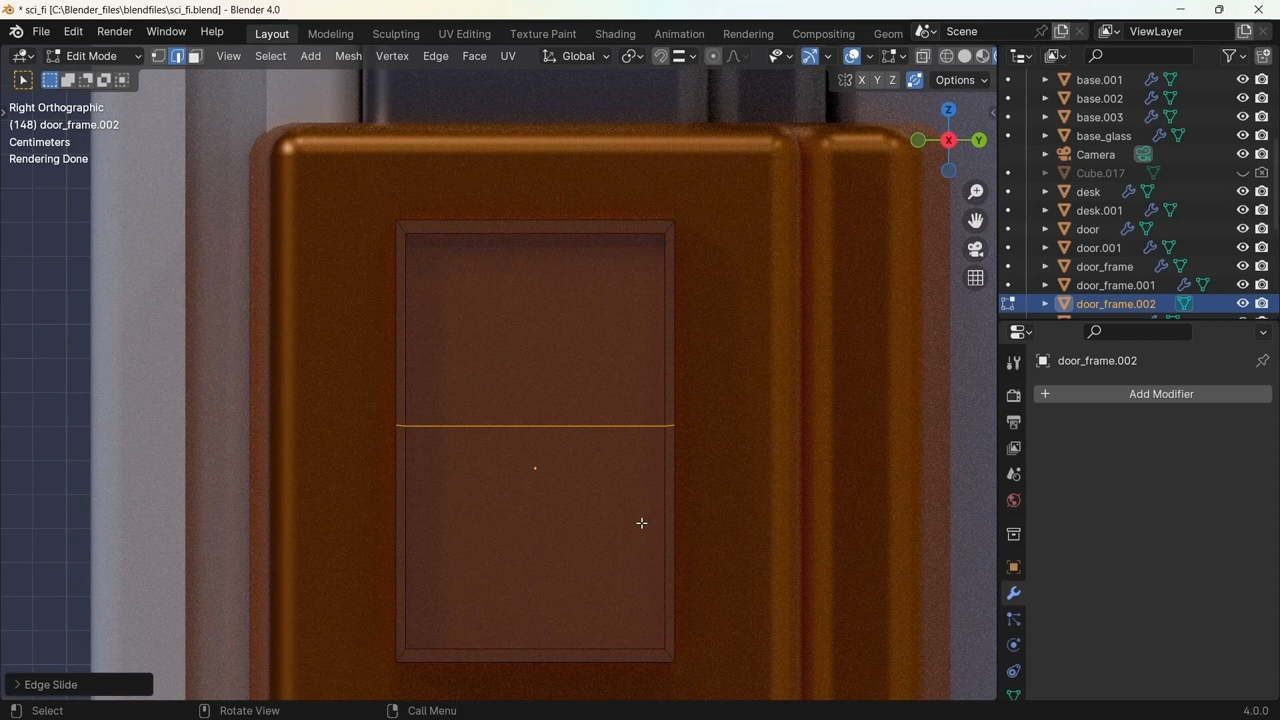 * sci_fi [C:\Blender_files\blendfiles\sci_fi.blend] - Blender 4.0
File Edit Render Window Help Layout Modeling Sculpting UV Editing Texture Paint Shading Animation Rendering Compositing Geom Scene ViewLayer
Edit Mode View Select Add Mesh Vertex Edge Face UV Global
X Y Z Options
Right Orthographic
(148) door_frame.002
Centimeters
Rendering Done
Z
X Y
base.001
base.002
base.003
base_glass
Camera
Cube.017
desk
desk.001
door
door.001
door_frame
door_frame.001
door_frame.002
door_frame.002
+ Add Modifier
> Edge Slide
Select Rotate View Call Menu 4.0.0